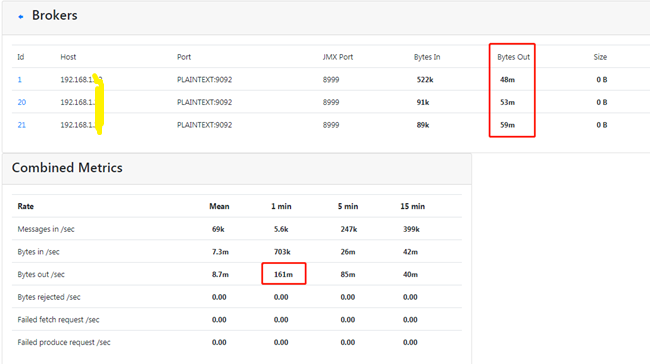 Brokers
Id Host Port JMX Port Bytes In Bytes Out Size
1 192.168.1. PLAINTEXT:9092 8999 522k 48m 0 B
20 192.168.1. PLAINTEXT:9092 8999 91k 53m 0 B
21 192.168.1. PLAINTEXT:9092 8999 89k 59m 0 B
Combined Metrics
Rate Mean 1 min 5 min 15 min
Messages in /sec 69k 5.6k 247k 399k
Bytes in /sec 7.3m 703k 26m 42m
Bytes out /sec 8.7m 161m 85m 40m
Bytes rejected /sec 0.00 0.00 0.00 0.00
Failed fetch request /sec 0.00 0.00 0.00 0.00
Failed produce request /sec 0.00 0.00 0.00 0.00